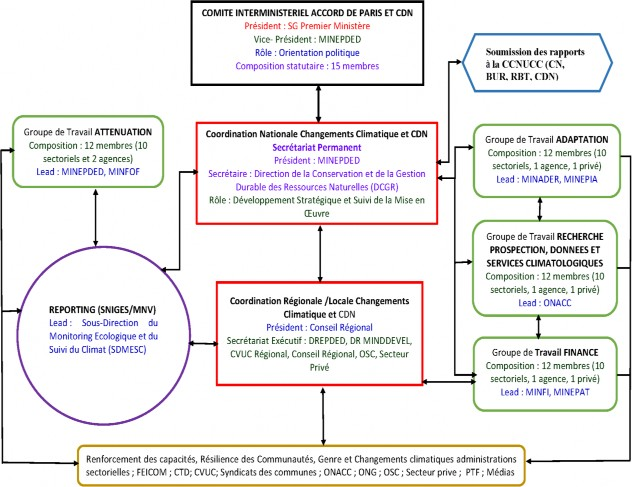 COMITE INTERMINISTERIEL ACCORD DE PARIS ET CDN
Président : SG Premier Ministère
Vice- Président : MINEPDED
Rôle : Orientation politique
Composition statutaire : 15 membres
Soumission des rapports
à la CCNUCC (CN,
BUR, RBT, CDN)
Groupe de Travail ATTENUATION
Composition : 12 membres (10
sectoriels et 2 agences)
Lead : MINEPDED, MINFOF
Coordination Nationale Changements Climatique et CDN
Secrétariat Permanent
Président : MINEPDED
Secrétaire : Direction de la Conservation et de la Gestion
Durable des Ressources Naturelles (DCGR)
Rôle : Développement Stratégique et Suivi de la Mise en
Œuvre
Groupe de Travail ADAPTATION
Composition : 12 membres (10
sectoriels, 1 agence, 1 privé)
Lead : MINADER, MINEPIA
Groupe de Travail RECHERCHE
PROSPECTION, DONNEES ET
SERVICES CLIMATOLOGIQUES
Composition : 12 membres (10
sectoriels, 1 agence, 1 privé)
Lead : ONACC
REPORTING (SNIGES/MNV)
Lead : Sous-Direction du
Monitoring Ecologique et du
Suivi du Climat (SDMESC)
Coordination Régionale /Locale Changements
Climatique et CDN
Président : Conseil Régional
Secrétariat Exécutif : DREPDED, DR MINDDEVEL,
CVUC Régional, Conseil Régional, OSC, Secteur
Privé
Groupe de Travail FINANCE
Composition : 12 membres (10
sectoriels, 1 agence, 1 privé)
Lead : MINFI, MINEPAT
Renforcement des capacités, Résilience des Communautés, Genre et Changements climatiques administrations
sectorielles ; FEICOM ; CTD; CVUC; Syndicats des communes ; ONACC ; ONG ; OSC ; Secteur prive ; PTF ; Médias